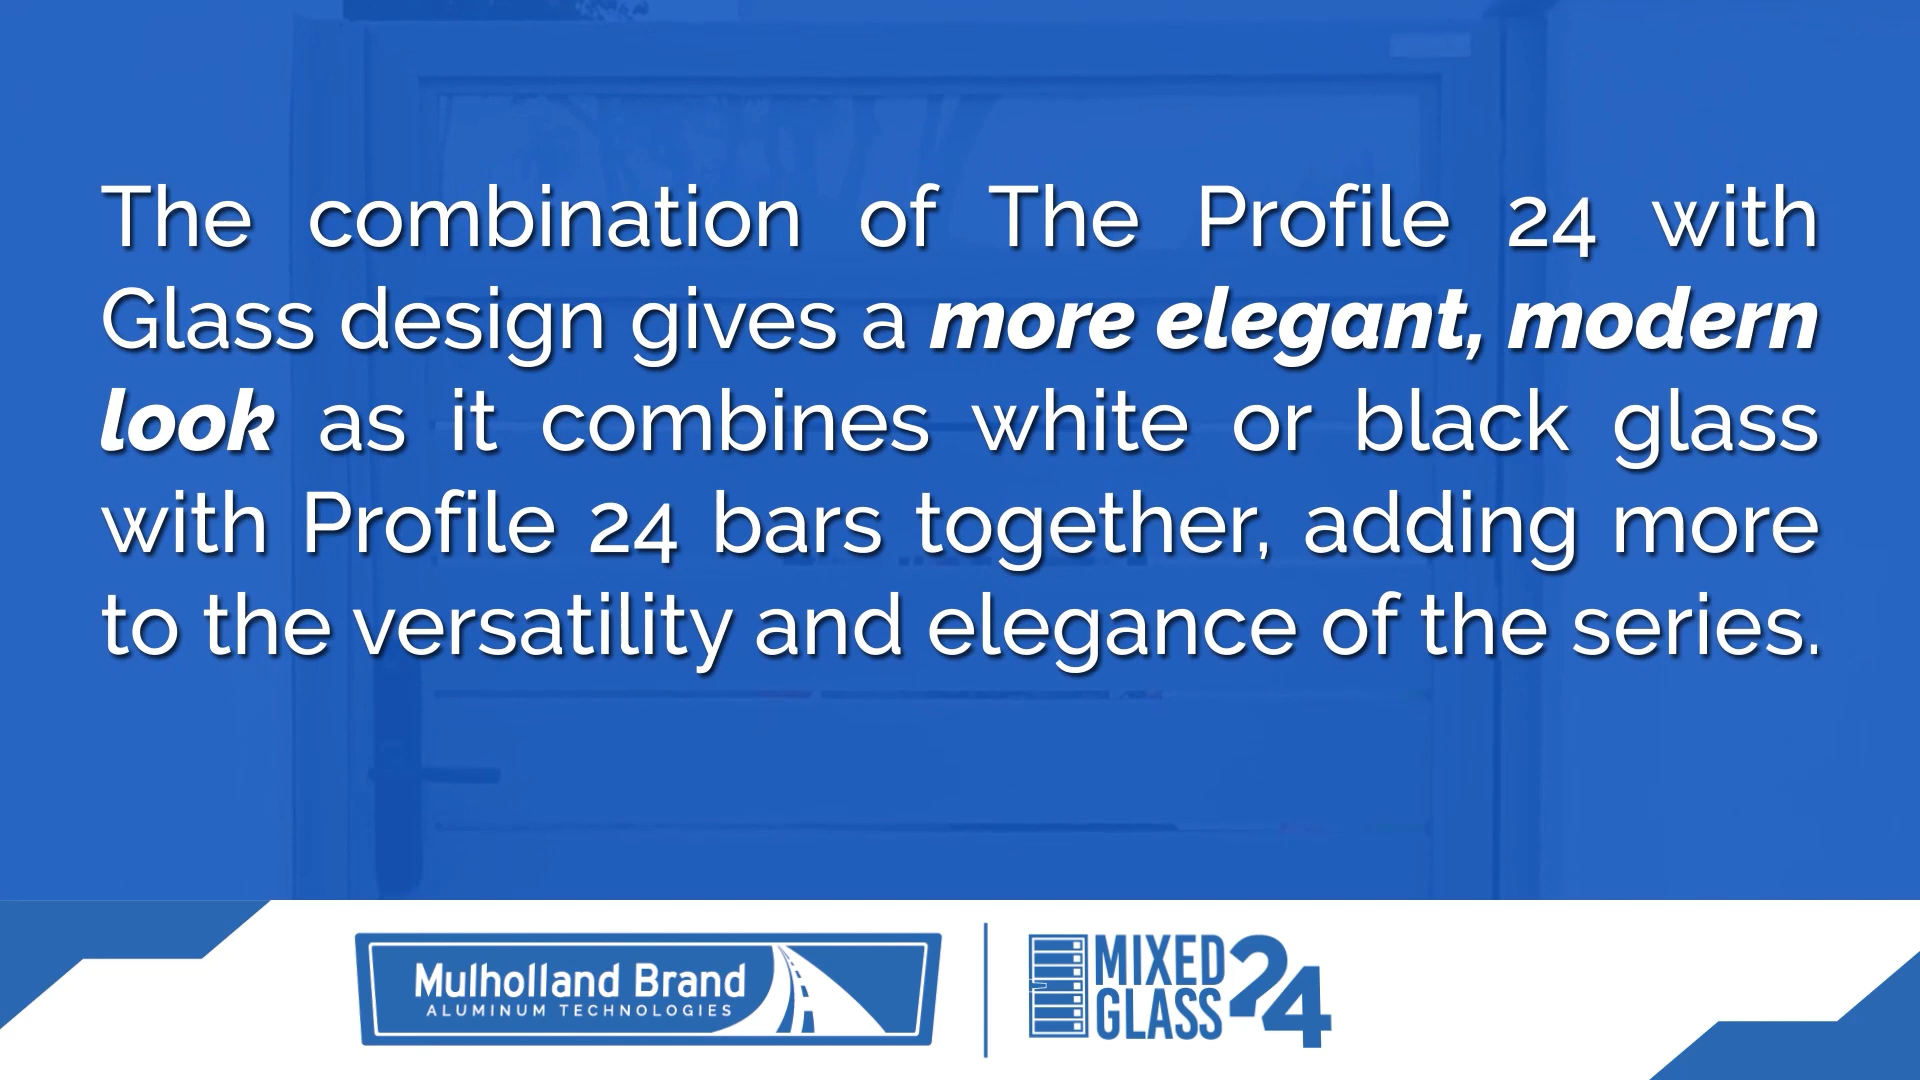 The combination of The Profile 24 with
Glass design gives a more elegant, modern
look as it combines white or black glass
with Profile 24 bars together, adding more
to the versatility and elegance of the series.
Mulholland Brand
ALUMINUM TECHNOLOGIES
MIXED
GLASS
24